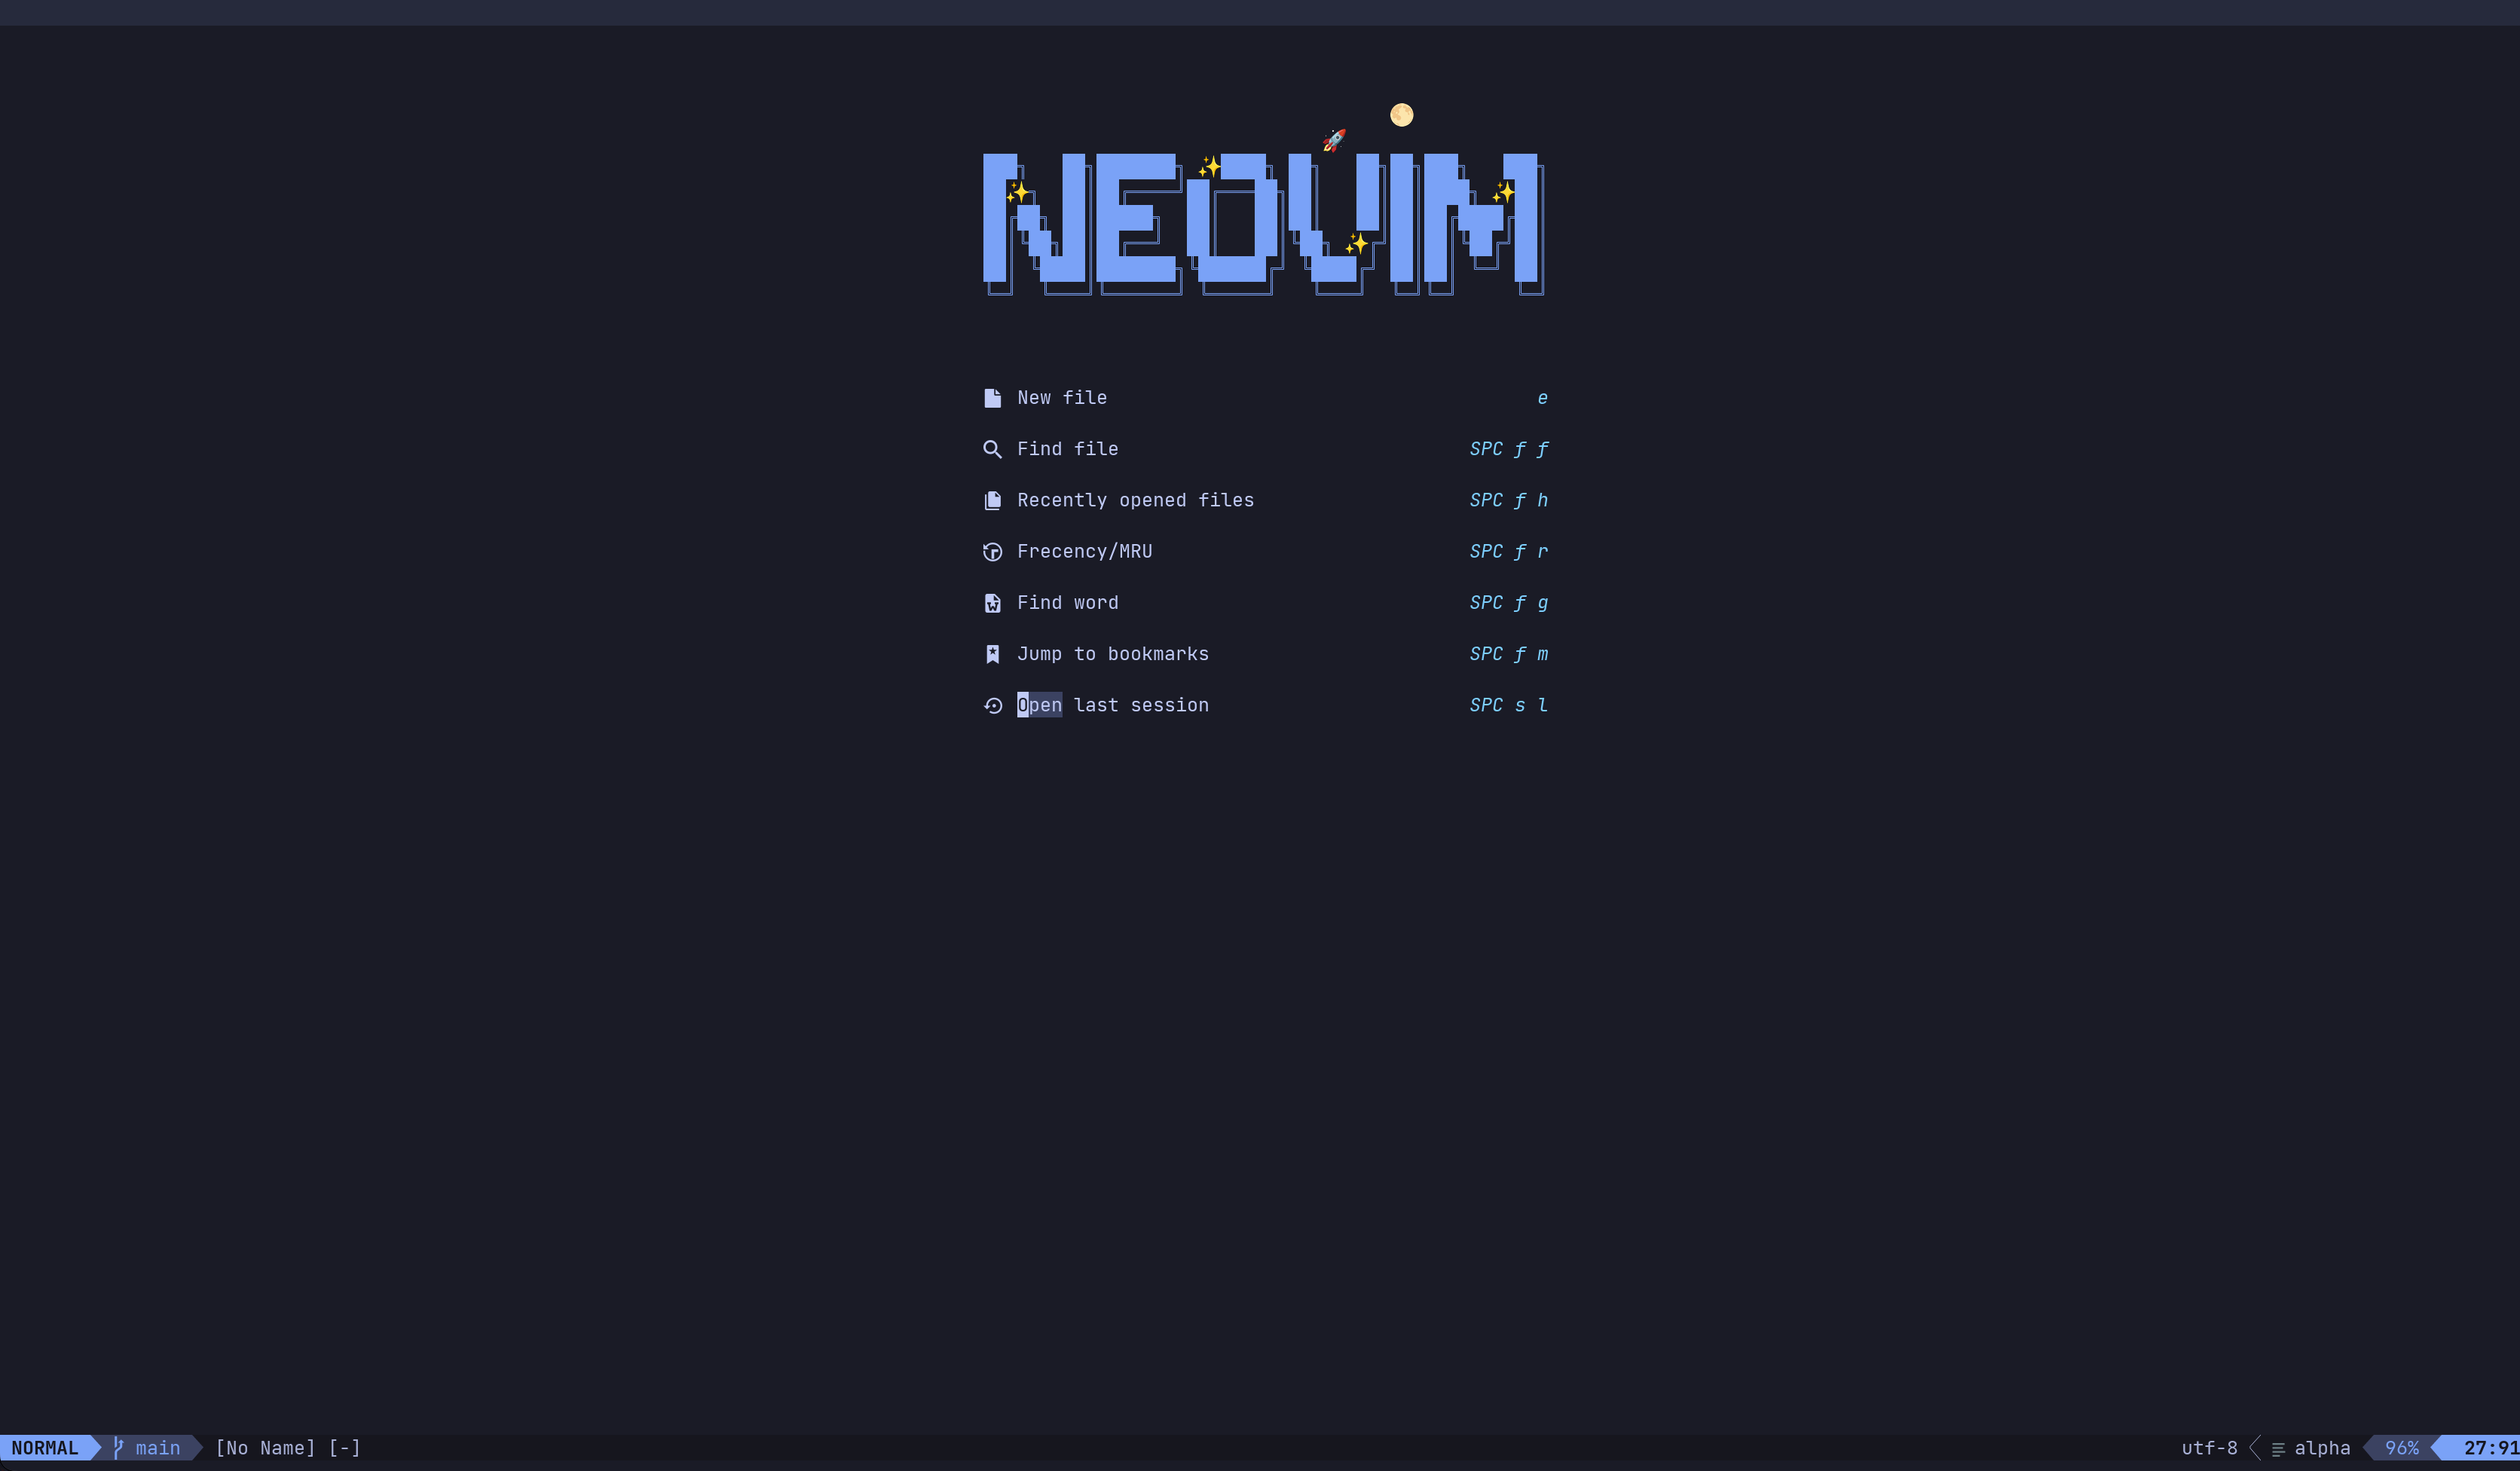 NEOVIM
New file e
Find file SPC f f
Recently opened files SPC f h
Frecency/MRU SPC f r
Find word SPC f g
Jump to bookmarks SPC f m
Open last session SPC s l
NORMAL main [No Name] [-] utf-8 alpha 96% 27:91